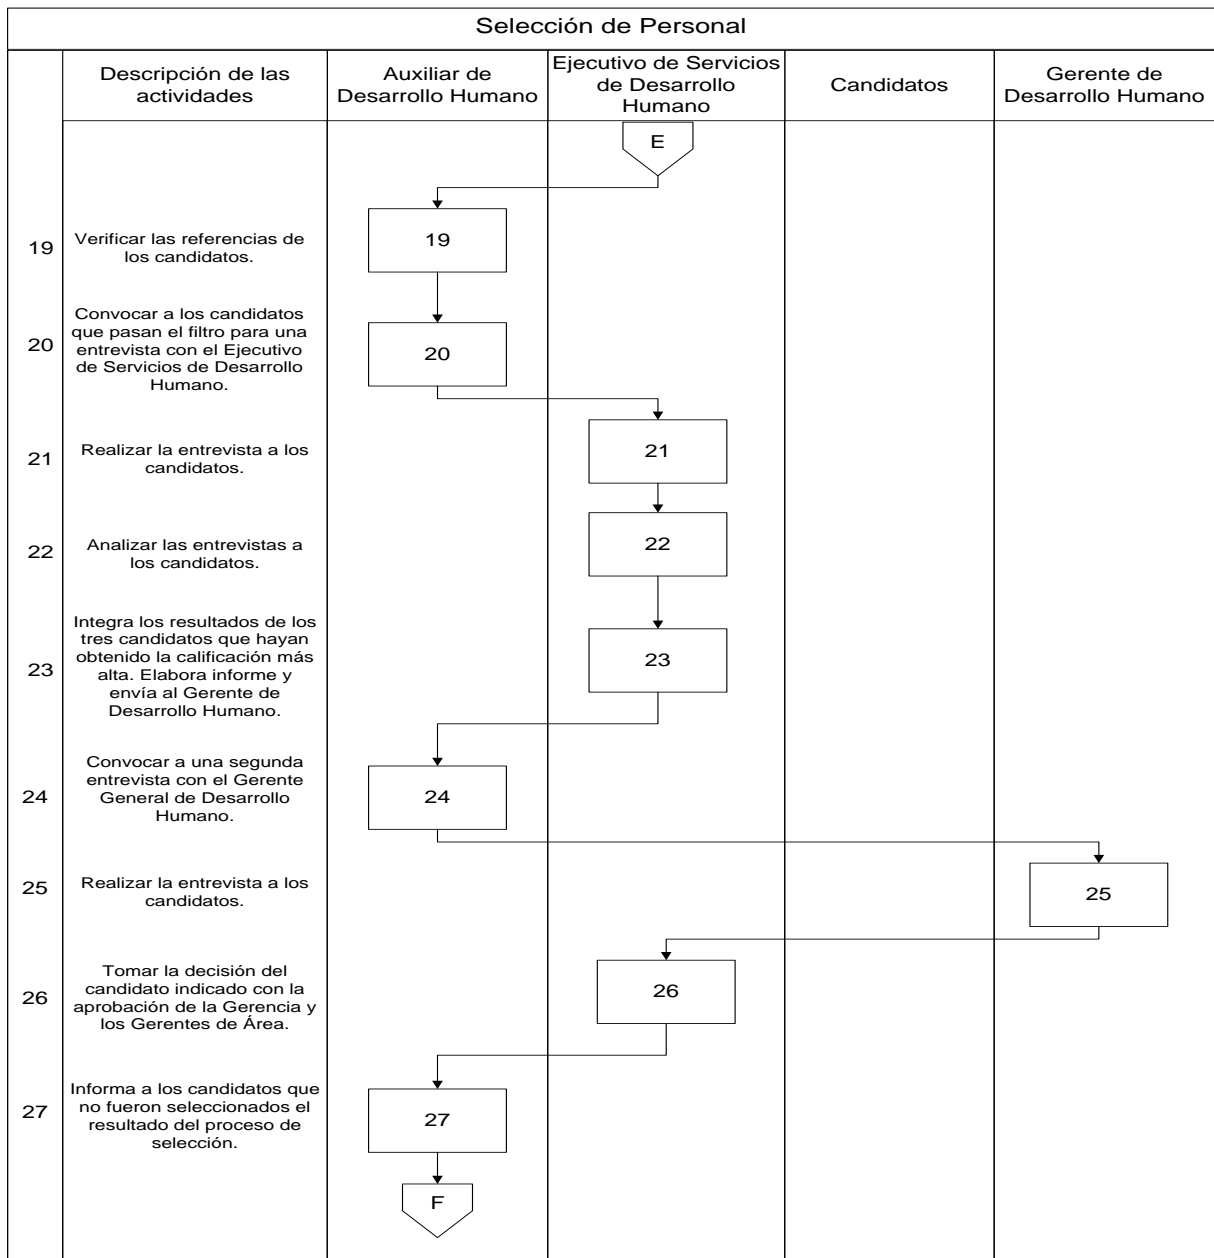 Selección de Personal
Descripción de las
actividades
Auxiliar de
Desarrollo Humano
Ejecutivo de Servicios
de Desarrollo
Humano
Candidatos
Gerente de
Desarrollo Humano
E
19
Verificar las referencias de
los candidatos.
19
20
Convocar a los candidatos
que pasan el filtro para una
entrevista con el Ejecutivo
de Servicios de Desarrollo
Humano.
20
21
Realizar la entrevista a los
candidatos.
21
22
Analizar las entrevistas a
los candidatos.
22
23
Integra los resultados de los
tres candidatos que hayan
obtenido la calificación más
alta. Elabora informe y
envía al Gerente de
Desarrollo Humano.
23
24
Convocar a una segunda
entrevista con el Gerente
General de Desarrollo
Humano.
24
25
Realizar la entrevista a los
candidatos.
25
26
Tomar la decisión del
candidato indicado con la
aprobación de la Gerencia y
los Gerentes de Área.
26
27
Informa a los candidatos que
no fueron seleccionados el
resultado del proceso de
selección.
27
F